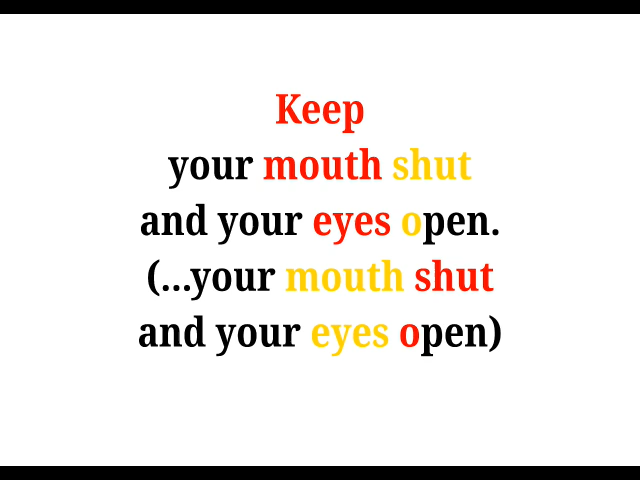 Keep
your mouth shut
and your eyes open.
(...your mouth shut
and your eyes open)